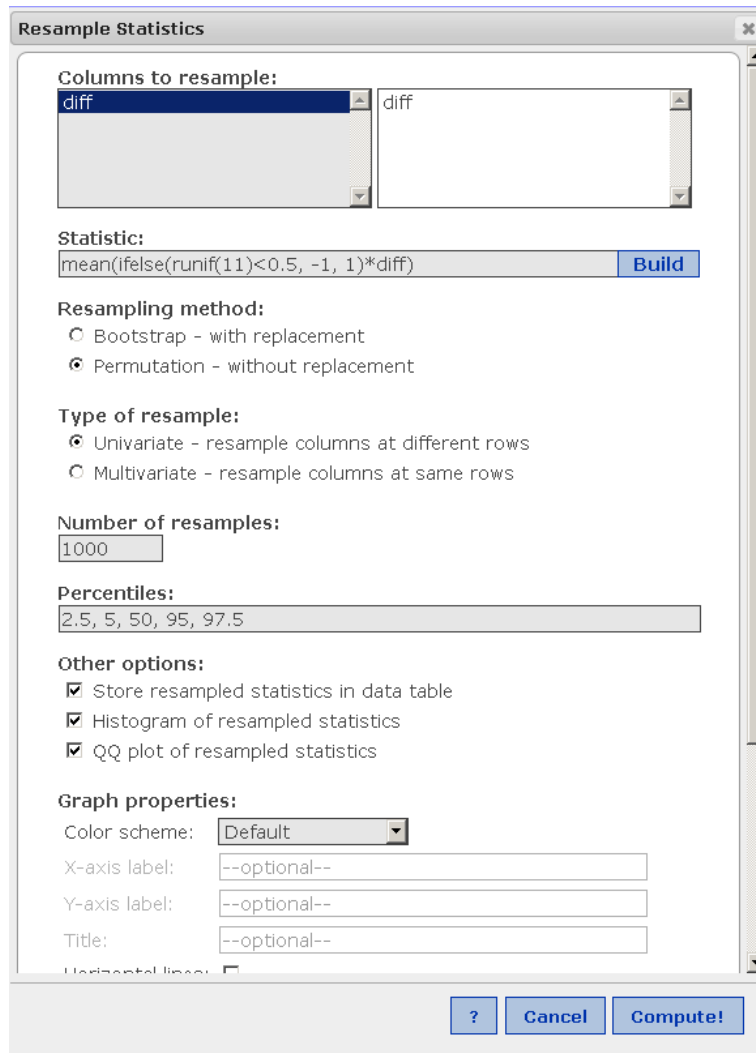 Resample Statistics
Columns to resample:
diff diff
Statistic:
mean(ifelse(runif(11)<0.5, -1, 1)*diff) Build
Resampling method:
Bootstrap - with replacement
Permutation - without replacement
Type of resample:
Univariate - resample columns at different rows
Multivariate - resample columns at same rows
Number of resamples:
1000
Percentiles:
2.5, 5, 50, 95, 97.5
Other options:
Store resampled statistics in data table
Histogram of resampled statistics
QQ plot of resampled statistics
Graph properties:
Color scheme: Default
X-axis label: --optional--
Y-axis label: --optional--
Title: --optional--
Horizontal lines:
? Cancel Compute!